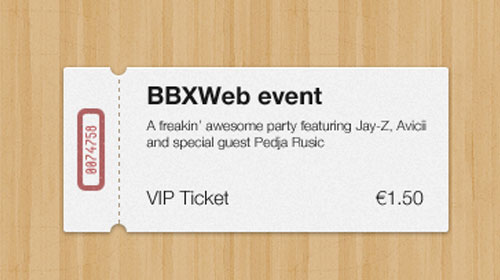 BBXWeb event
A freakin' awesome party featuring Jay-Z, Avicii
and special guest Pedja Rusic
0074758
VIP Ticket €1.50